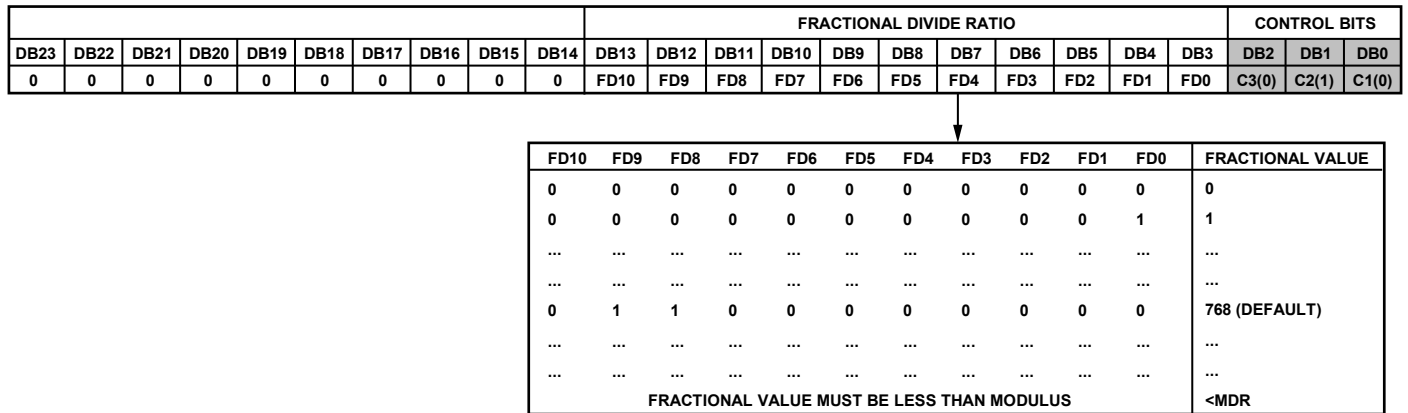 FRACTIONAL DIVIDE RATIO CONTROL BITS
DB23 DB22 DB21 DB20 DB19 DB18 DB17 DB16 DB15 DB14 DB13 DB12 DB11 DB10 DB9 DB8 DB7 DB6 DB5 DB4 DB3 DB2 DB1 DB0
0 0 0 0 0 0 0 0 0 0 FD10 FD9 FD8 FD7 FD6 FD5 FD4 FD3 FD2 FD1 FD0 C3(0) C2(1) C1(0)
FD10 FD9 FD8 FD7 FD6 FD5 FD4 FD3 FD2 FD1 FD0 FRACTIONAL VALUE
0 0 0 0 0 0 0 0 0 0 0 0
0 0 0 0 0 0 0 0 0 0 1 1
... ... ... ... ... ... ... ... ... ... ... ...
... ... ... ... ... ... ... ... ... ... ... ...
0 1 1 0 0 0 0 0 0 0 0 768 (DEFAULT)
... ... ... ... ... ... ... ... ... ... ... ...
... ... ... ... ... ... ... ... ... ... ... ...
FRACTIONAL VALUE MUST BE LESS THAN MODULUS <MDR